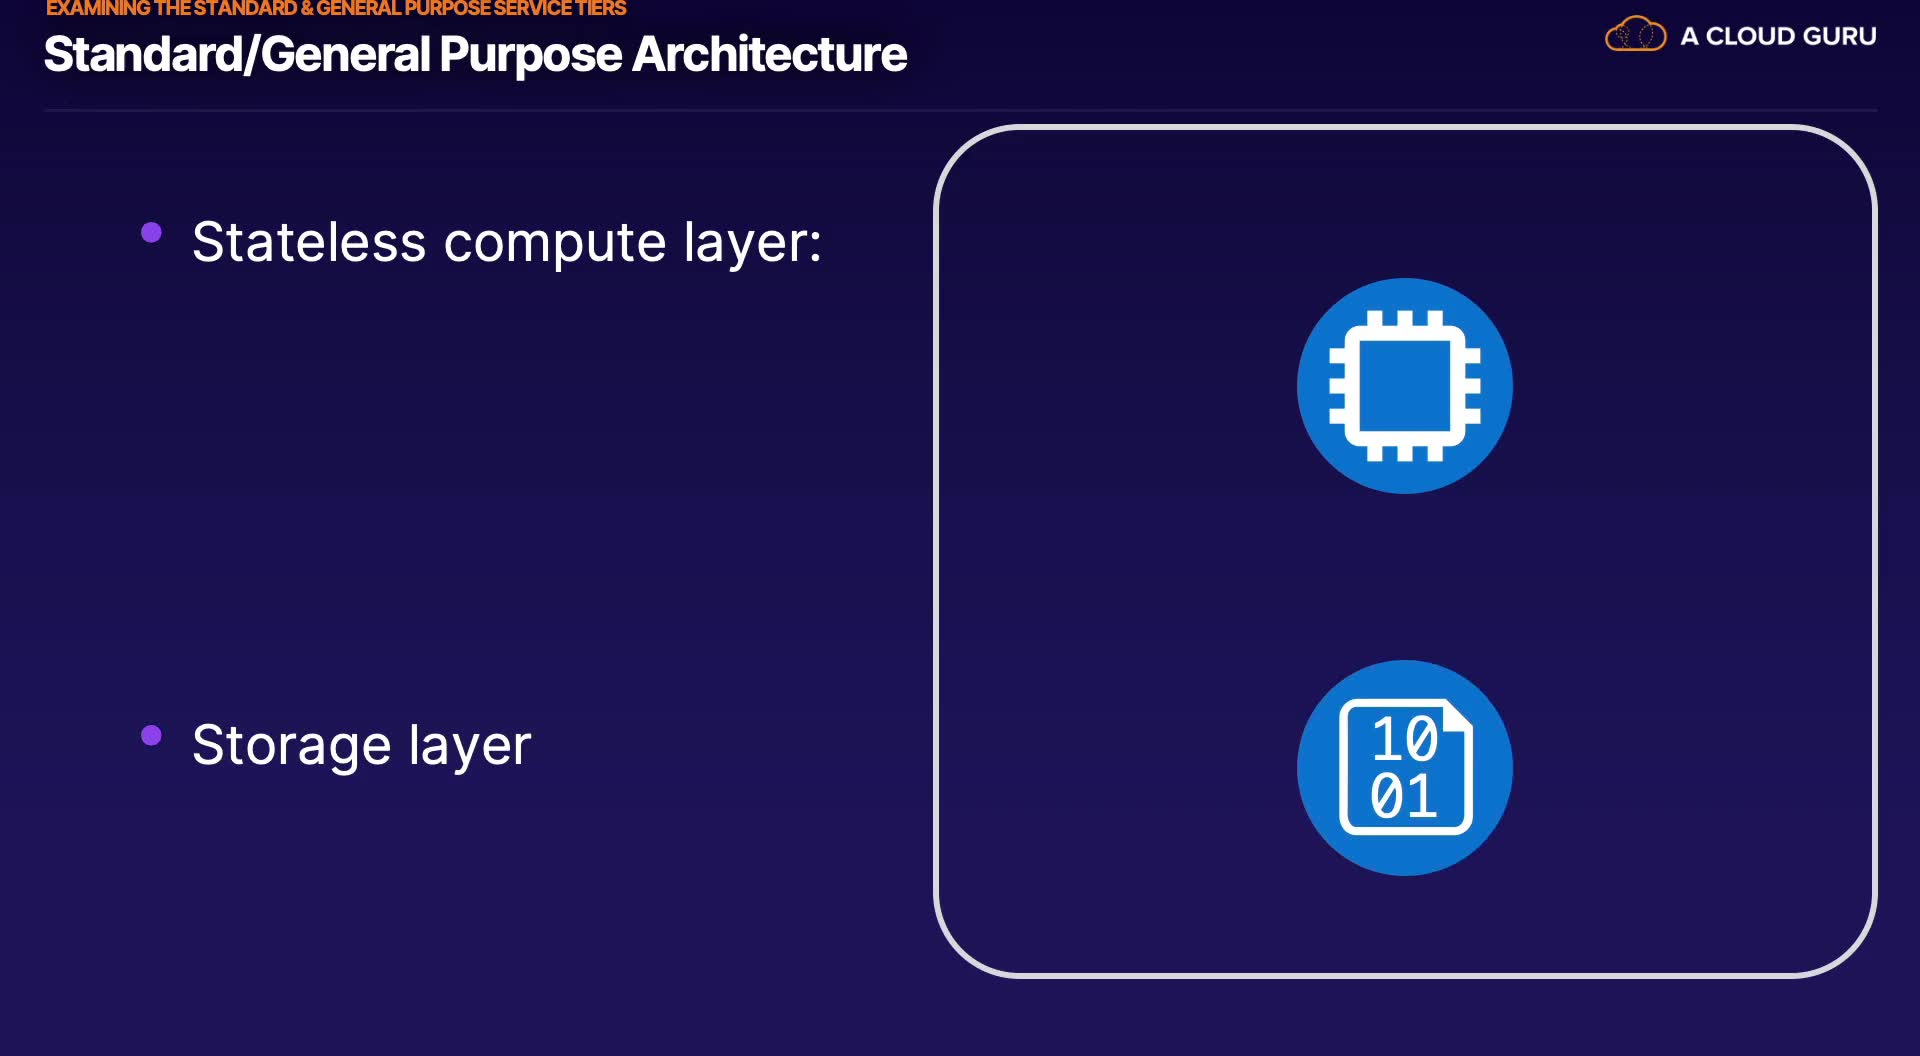 EXAMINING THE STANDARD & GENERAL PURPOSE SERVICE TIERS
Standard/General Purpose Architecture
A CLOUD GURU
Stateless compute layer:
Storage layer
10
01